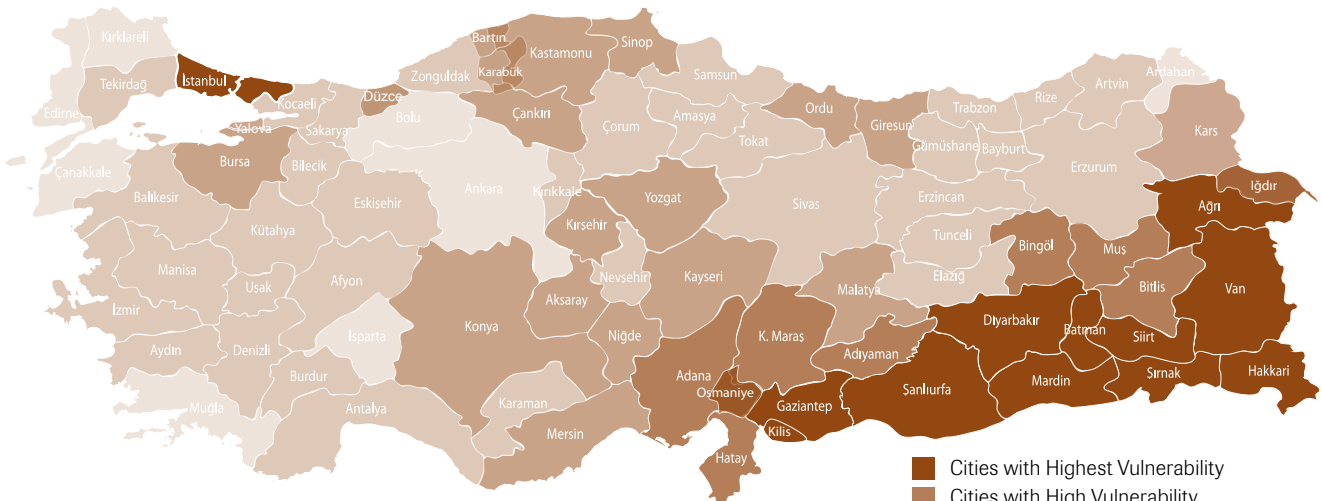 Kırklareli
Edirne
Tekirdağ
İstanbul
Kocaeli
Yalova
Sakarya
Düzce
Bolu
Zonguldak
Bartın
Karabük
Kastamonu
Sinop
Çankırı
Samsun
Çorum
Amasya
Tokat
Ordu
Giresun
Trabzon
Gümüşhane
Bayburt
Rize
Artvin
Ardahan
Kars
Erzurum
Iğdır
Ağrı
Çanakkale
Balıkesir
Bursa
Bilecik
Eskişehir
Ankara
Kırıkkale
Yozgat
Sivas
Erzincan
Tunceli
Bingöl
Muş
Kütahya
Kırşehir
Manisa
Uşak
Afyon
Nevşehir
Kayseri
Malatya
Elazığ
Bitlis
Van
İzmir
Konya
Aksaray
Isparta
Niğde
K. Maraş
Adıyaman
Diyarbakır
Batman
Siirt
Aydın
Denizli
Burdur
Adana
Osmaniye
Gaziantep
Şanlıurfa
Mardin
Şırnak
Hakkari
Muğla
Antalya
Karaman
Mersin
Kilis
Hatay
Cities with Highest Vulnerability
Cities with High Vulnerability